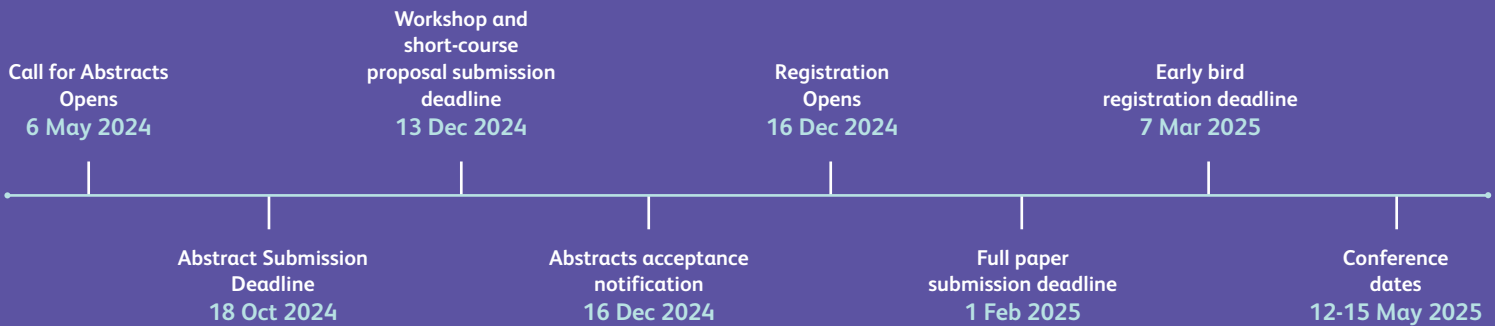 Call for Abstracts
Opens
6 May 2024
Abstract Submission
Deadline
18 Oct 2024
Workshop and
short-course
proposal submission
deadline
13 Dec 2024
Abstracts acceptance
notification
16 Dec 2024
Registration
Opens
16 Dec 2024
Full paper
submission deadline
1 Feb 2025
Early bird
registration deadline
7 Mar 2025
Conference
dates
12-15 May 2025